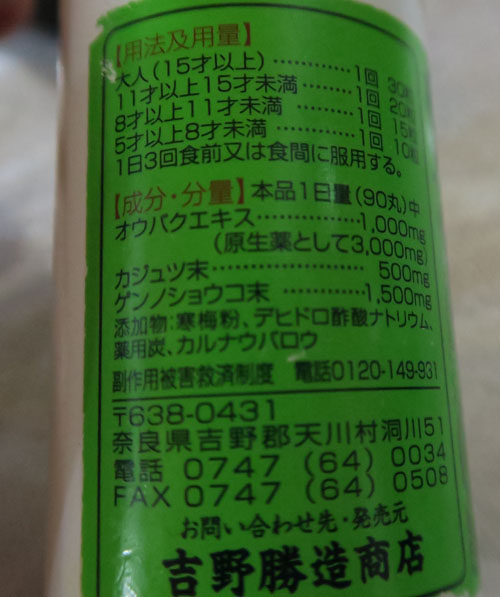 【用法及用量】
大人(15才以上)…………1回 30粒
11才以上15才未満…………1回 20粒
8才以上11才未満…………1回 15粒
5才以上8才未満…………1回 10粒
1日3回食前又は食間に服用する。
【成分・分量】本品1日量(90丸)中
オウバクエキス…………1,000mg
(原生薬として3,000mg)
カジュツ末………………500mg
ゲンノショウコ末…………1,500mg
添加物:寒梅粉、デヒドロ酢酸ナトリウム、
薬用炭、カルナウバロウ
副作用被害救済制度 電話0120-149-931
〒638-0431
奈良県吉野郡天川村洞川51
電話 0747 (64) 0034
FAX 0747 (64) 0508
お問い合わせ先・発売元
吉野勝造商店